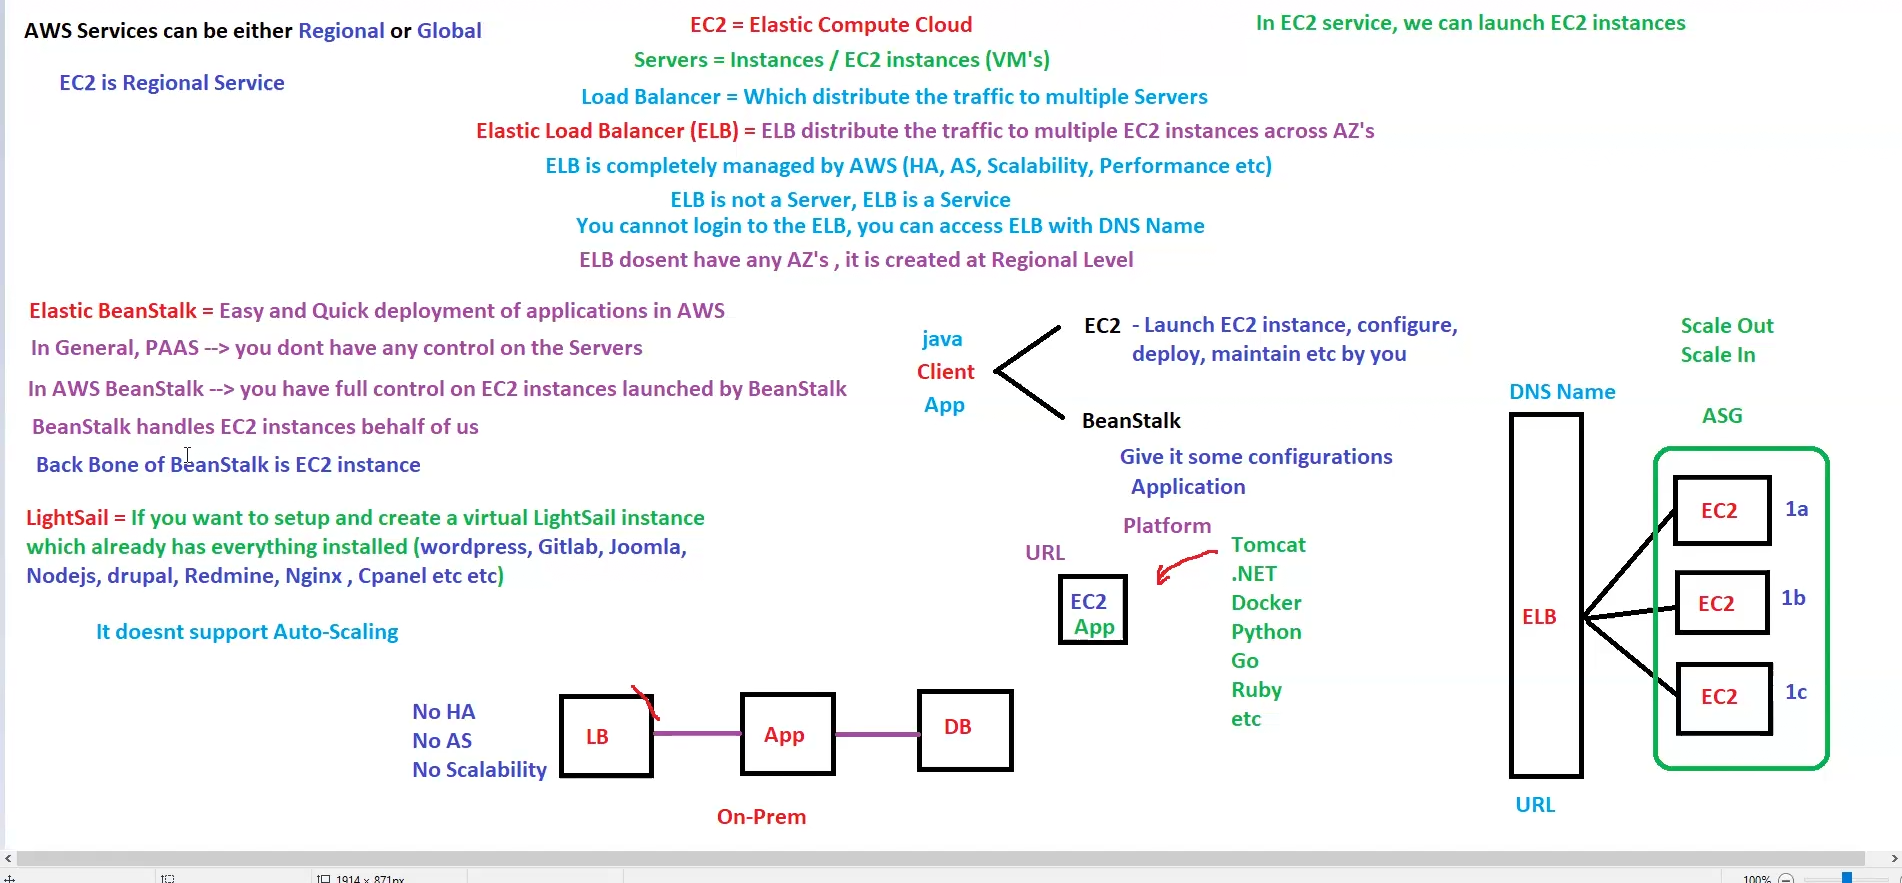 AWS Services can be either Regional or Global
EC2 is Regional Service
EC2 = Elastic Compute Cloud
In EC2 service, we can launch EC2 instances
Servers = Instances / EC2 instances (VM's)
Load Balancer = Which distribute the traffic to multiple Servers
Elastic Load Balancer (ELB) = ELB distribute the traffic to multiple EC2 instances across AZ's
ELB is completely managed by AWS (HA, AS, Scalability, Performance etc)
ELB is not a Server, ELB is a Service
You cannot login to the ELB, you can access ELB with DNS Name
ELB dosent have any AZ's , it is created at Regional Level
Elastic BeanStalk = Easy and Quick deployment of applications in AWS
In General, PAAS --> you dont have any control on the Servers
In AWS BeanStalk --> you have full control on EC2 instances launched by BeanStalk
BeanStalk handles EC2 instances behalf of us
Back Bone of BeanStalk is EC2 instance
LightSail = If you want to setup and create a virtual LightSail instance
which already has everything installed (wordpress, Gitlab, Joomla,
Nodejs, drupal, Redmine, Nginx , Cpanel etc etc)
It doesnt support Auto-Scaling
java
Client
App
EC2 - Launch EC2 instance, configure,
deploy, maintain etc by you
BeanStalk
Give it some configurations
Application
Platform
URL
EC2
App
Tomcat
.NET
Docker
Python
Go
Ruby
etc
No HA
No AS
No Scalability
LB
App
DB
On-Prem
Scale Out
Scale In
DNS Name
ASG
ELB
EC2 1a
EC2 1b
EC2 1c
URL
1914 × 871px
100%